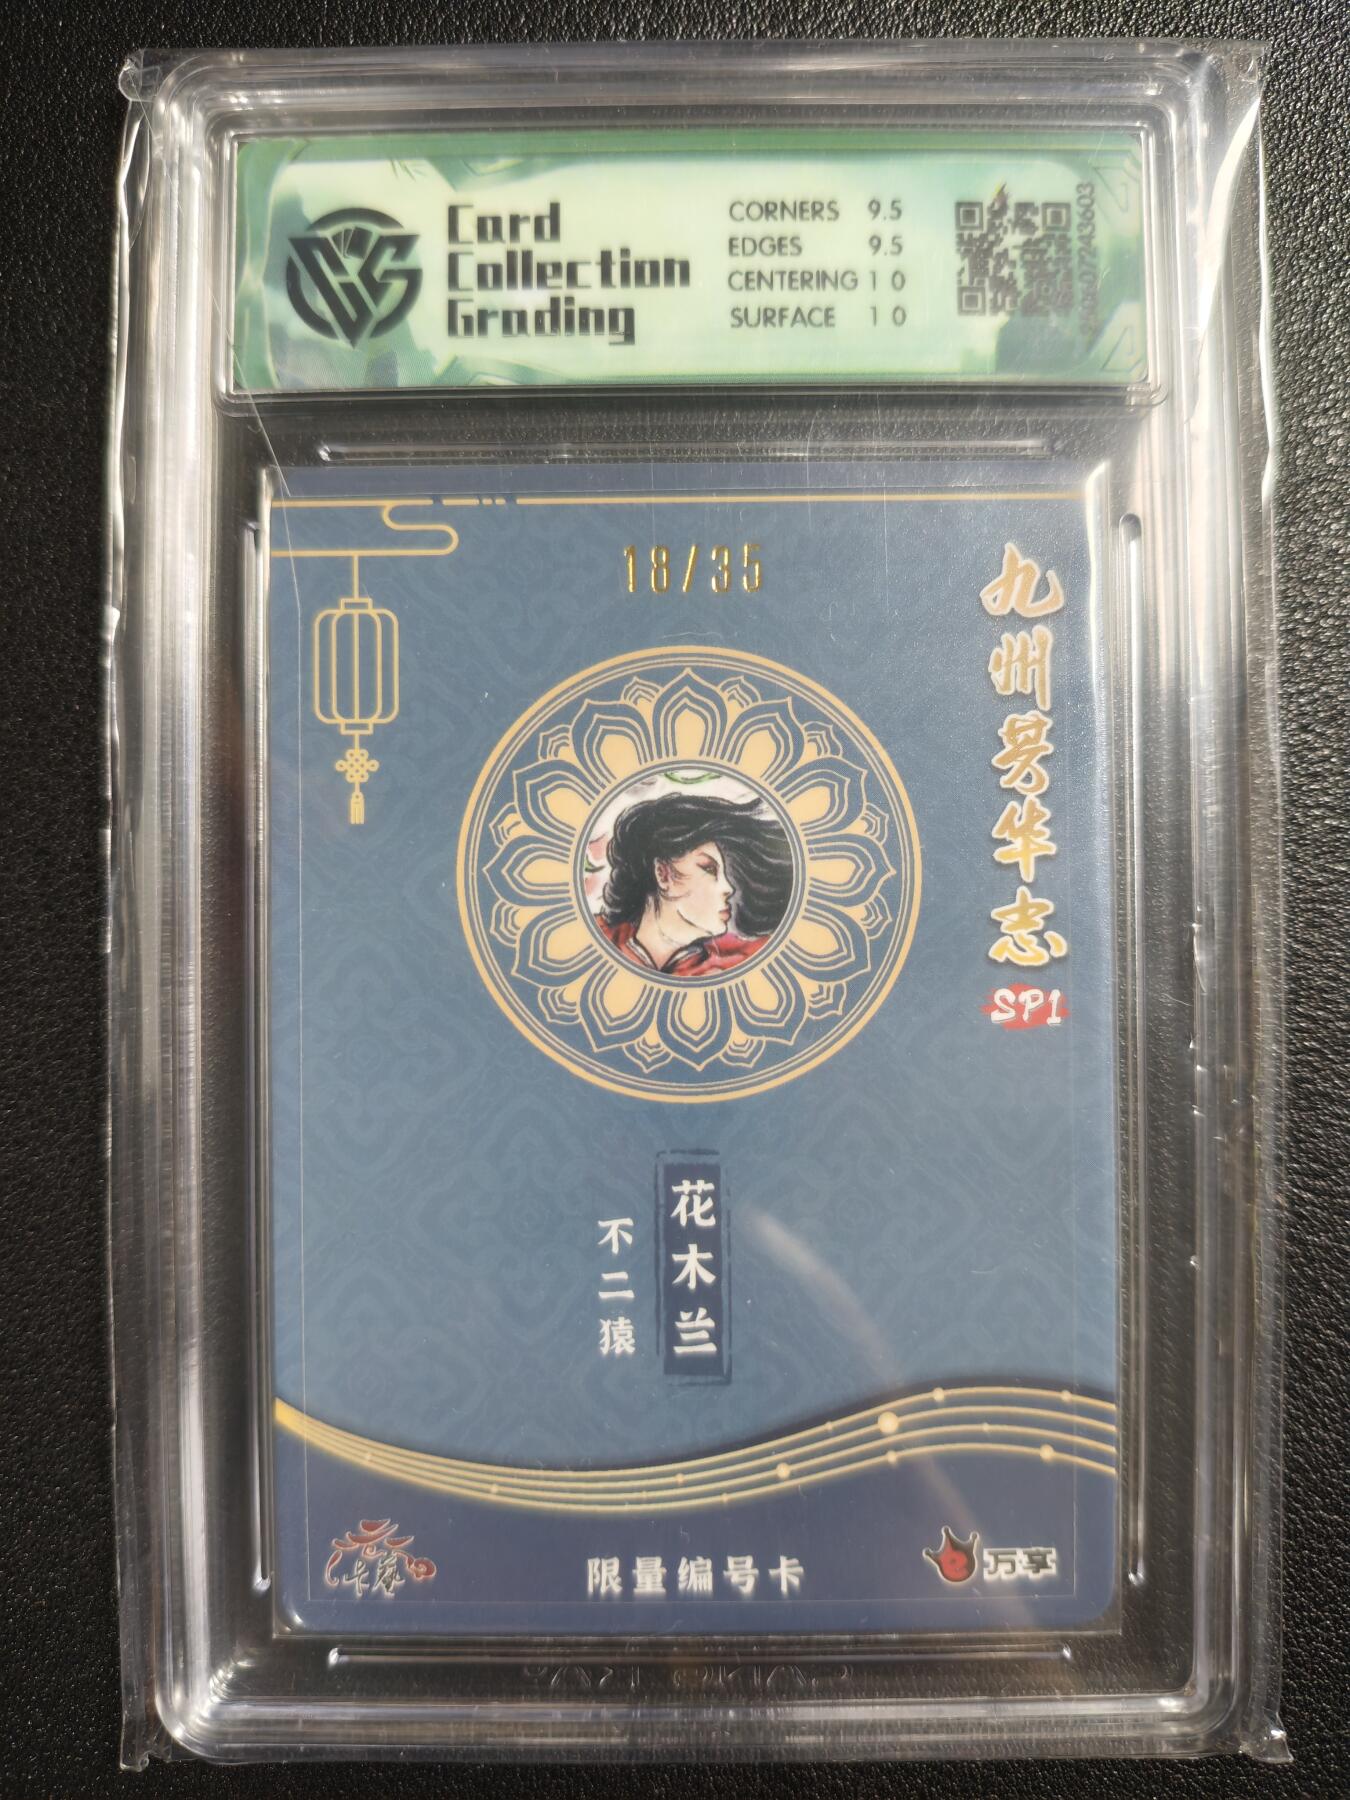 Card
Collection
Grading
CORNERS 9.5
EDGES 9.5
CENTERING 10
SURFACE 10
18/35
九州芳华志
SP1
花木兰
不二猿
限量编号卡
万享